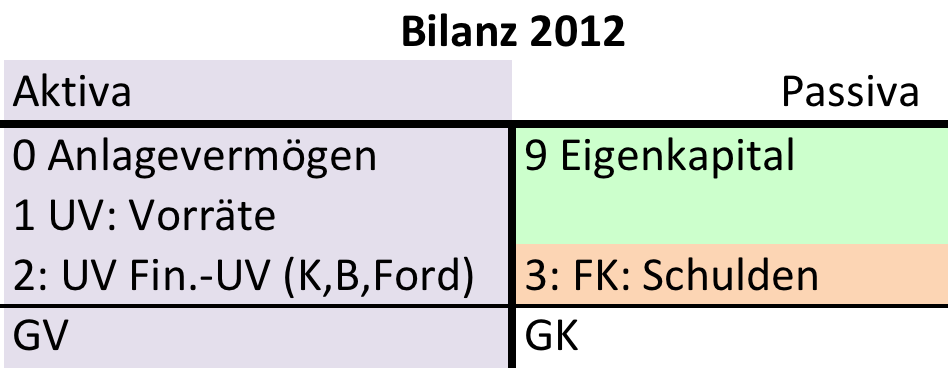 Bilanz 2012
Aktiva Passiva
0 Anlagevermögen 9 Eigenkapital
1 UV: Vorräte
2: UV Fin.-UV (K,B,Ford) 3: FK: Schulden
GV GK